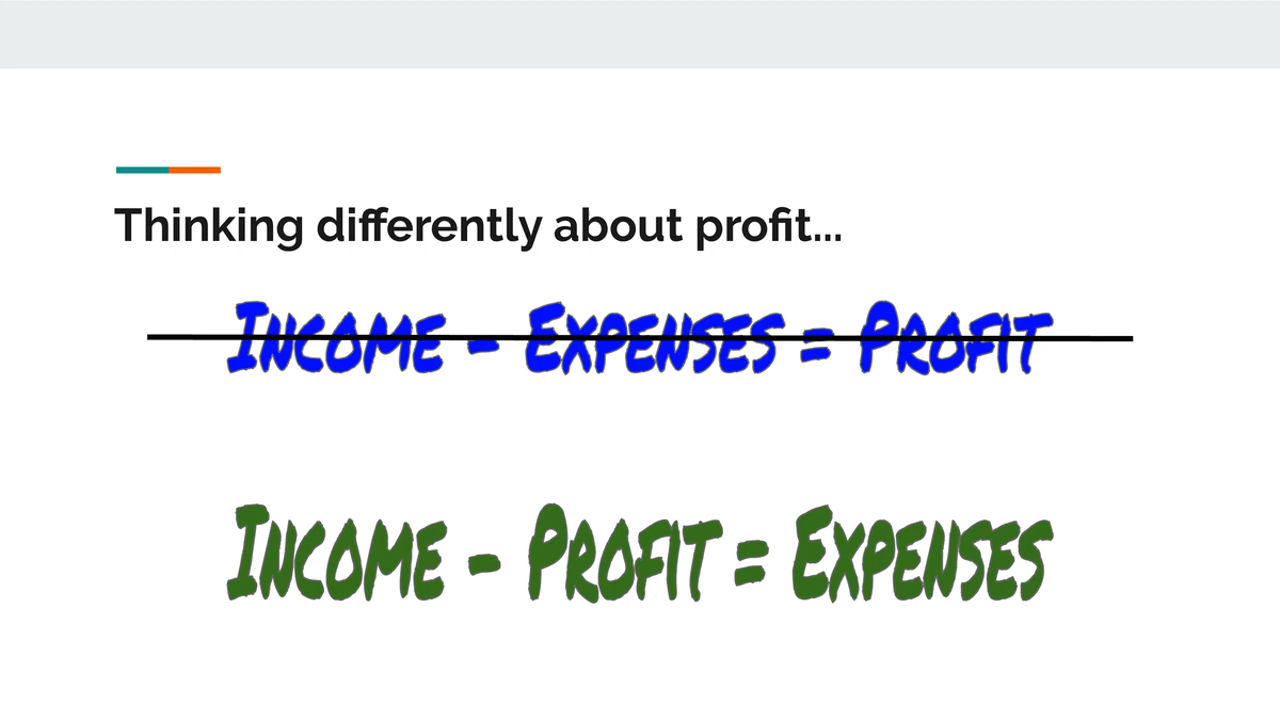 Thinking differently about profit...
Income - Expenses = Profit
Income - Profit = Expenses